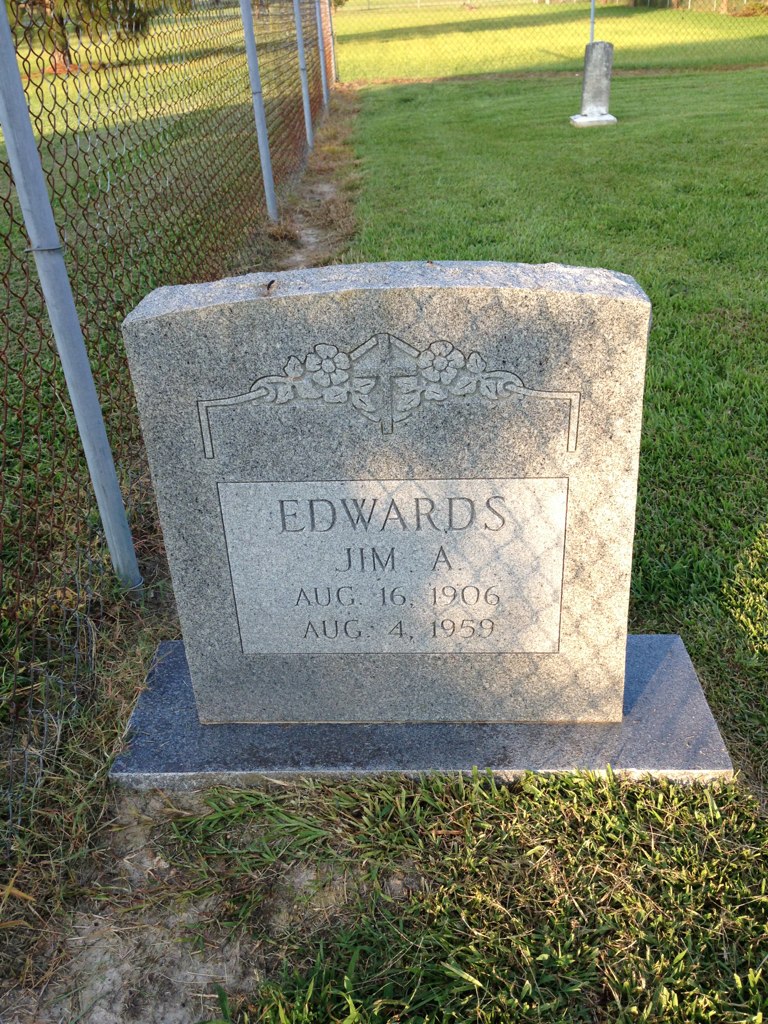 EDWARDS
JIM A
AUG. 16, 1906
AUG. 4, 1959